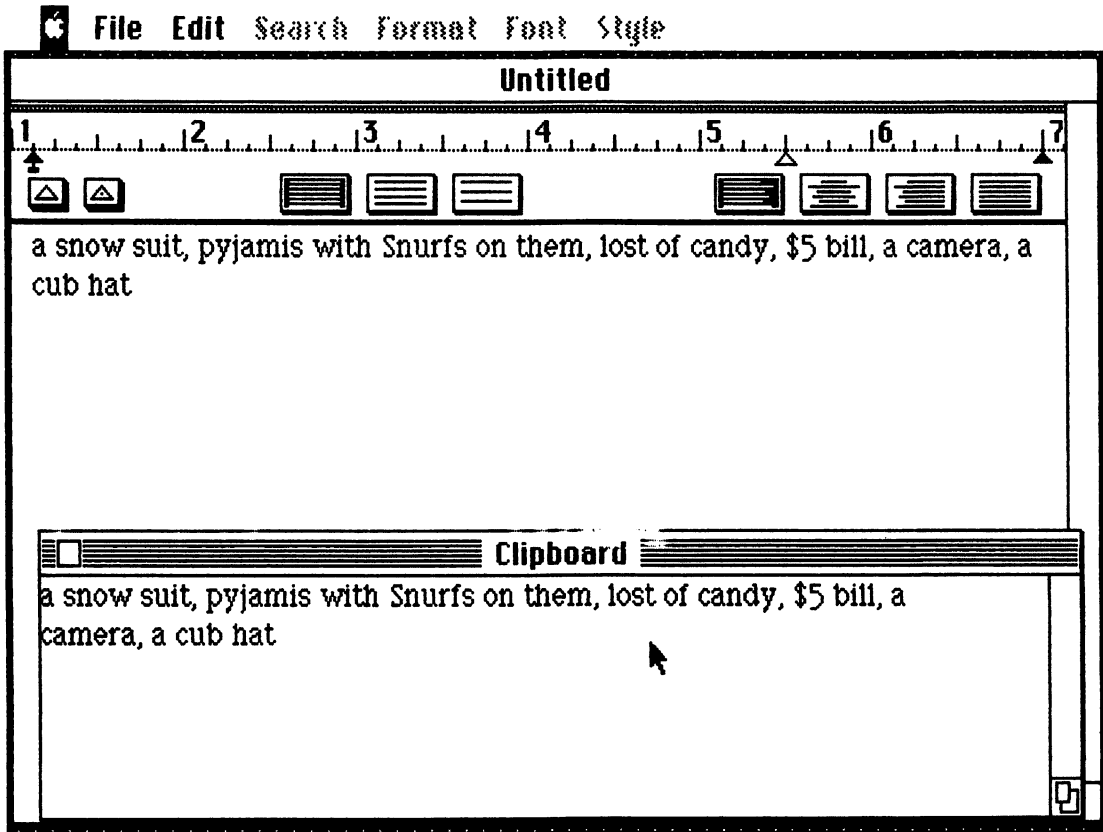 File Edit Search Format Font Style
Untitled
1 2 3 4 5 6 7
a snow suit, pyjamis with Snurfs on them, lost of candy, $5 bill, a camera, a
cub hat
Clipboard
a snow suit, pyjamis with Snurfs on them, lost of candy, $5 bill, a
camera, a cub hat